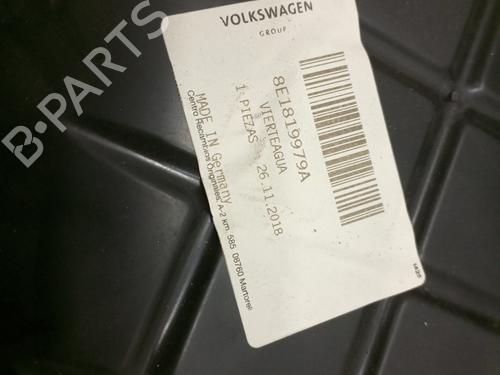 VOLKSWAGEN
GROUP
8E1819979A
VIERTEAGUA
1 PIEZAS 26.11.2018
MADE IN Germany
Centro Recambios Originales. A-2 km. 585 08760 Martorell
B-PARTS